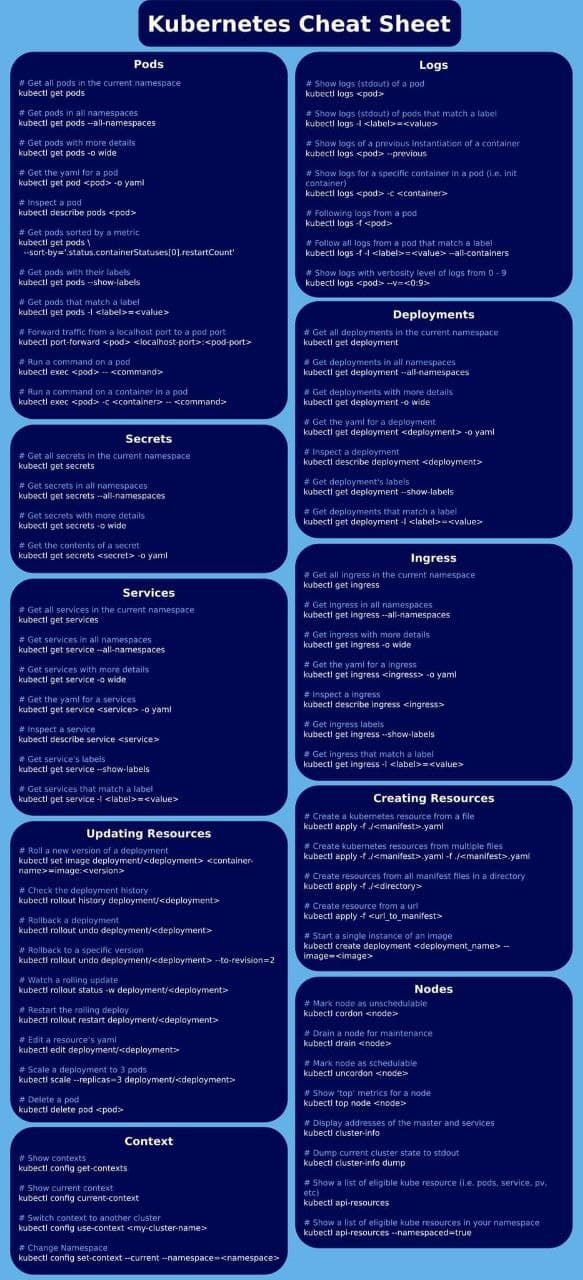 Kubernetes Cheat Sheet
Pods
# Get all pods in the current namespace
kubectl get pods
# Get pods in all namespaces
kubectl get pods --all-namespaces
# Get pods with more details
kubectl get pods -o wide
# Get the yaml for a pod
kubectl get pod <pod> -o yaml
# Inspect a pod
kubectl describe pods <pod>
# Get pods sorted by a metric
kubectl get pods \
--sort-by='.status.containerStatuses[0].restartCount'
# Get pods with their labels
kubectl get pods --show-labels
# Get pods that match a label
kubectl get pods -l <label>=<value>
# Forward traffic from a localhost port to a pod port
kubectl port-forward <pod> <localhost-port>:<pod-port>
# Run a command on a pod
kubectl exec <pod> -- <command>
# Run a command on a container in a pod
kubectl exec <pod> -c <container> -- <command>
Secrets
# Get all secrets in the current namespace
kubectl get secrets
# Get secrets in all namespaces
kubectl get secrets --all-namespaces
# Get secrets with more details
kubectl get secrets -o wide
# Get the contents of a secret
kubectl get secrets <secret> -o yaml
Services
# Get all services in the current namespace
kubectl get services
# Get services in all namespaces
kubectl get service --all-namespaces
# Get services with more details
kubectl get service -o wide
# Get the yaml for a services
kubectl get service <service> -o yaml
# Inspect a service
kubectl describe service <service>
# Get service's labels
kubectl get service --show-labels
# Get services that match a label
kubectl get service -l <label>=<value>
Updating Resources
# Roll a new version of a deployment
kubectl set image deployment/<deployment> <container-
name>=image:<version>
# Check the deployment history
kubectl rollout history deployment/<deployment>
# Rollback a deployment
kubectl rollout undo deployment/<deployment>
# Rollback to a specific version
kubectl rollout undo deployment/<deployment> --to-revision=2
# Watch a rolling update
kubectl rollout status -w deployment/<deployment>
# Restart the rolling deploy
kubectl rollout restart deployment/<deployment>
# Edit a resource's yaml
kubectl edit deployment/<deployment>
# Scale a deployment to 3 pods
kubectl scale --replicas=3 deployment/<deployment>
# Delete a pod
kubectl delete pod <pod>
Context
# Show contexts
kubectl config get-contexts
# Show current context
kubectl config current-context
# Switch context to another cluster
kubectl config use-context <my-cluster-name>
# Change Namespace
kubectl config set-context --current --namespace=<namespace>
Logs
# Show logs (stdout) of a pod
kubectl logs <pod>
# Show logs (stdout) of pods that match a label
kubectl logs -l <label>=<value>
# Show logs of a previous instantiation of a container
kubectl logs <pod> --previous
# Show logs for a specific container in a pod (i.e. init
container)
kubectl logs <pod> -c <container>
# Following logs from a pod
kubectl logs -f <pod>
# Follow all logs from a pod that match a label
kubectl logs -f -l <label>=<value> --all-containers
# Show logs with verbosity level of logs from 0 - 9
kubectl logs <pod> --v=<0:9>
Deployments
# Get all deployments in the current namespace
kubectl get deployment
# Get deployments in all namespaces
kubectl get deployment --all-namespaces
# Get deployments with more details
kubectl get deployment -o wide
# Get the yaml for a deployment
kubectl get deployment <deployment> -o yaml
# Inspect a deployment
kubectl describe deployment <deployment>
# Get deployment's labels
kubectl get deployment --show-labels
# Get deployments that match a label
kubectl get deployment -l <label>=<value>
Ingress
# Get all ingress in the current namespace
kubectl get ingress
# Get ingress in all namespaces
kubectl get ingress --all-namespaces
# Get ingress with more details
kubectl get ingress -o wide
# Get the yaml for a ingress
kubectl get ingress <ingress> -o yaml
# Inspect a ingress
kubectl describe ingress <ingress>
# Get ingress labels
kubectl get ingress --show-labels
# Get ingress that match a label
kubectl get ingress -l <label>=<value>
Creating Resources
# Create a kubernetes resource from a file
kubectl apply -f ./<manifest>.yaml
# Create kubernetes resources from multiple files
kubectl apply -f ./<manifest>.yaml -f ./<manifest>.yaml
# Create resources from all manifest files in a directory
kubectl apply -f ./<directory>
# Create resource from a url
kubectl apply -f <url_to_manifest>
# Start a single instance of an image
kubectl create deployment <deployment_name> --
image=<image>
Nodes
# Mark node as unschedulable
kubectl cordon <node>
# Drain a node for maintenance
kubectl drain <node>
# Mark node as schedulable
kubectl uncordon <node>
# Show 'top' metrics for a node
kubectl top node <node>
# Display addresses of the master and services
kubectl cluster-info
# Dump current cluster state to stdout
kubectl cluster-info dump
# Show a list of eligible kube resource (i.e. pods, service, pv,
etc)
kubectl api-resources
# Show a list of eligible kube resources in your namespace
kubectl api-resources --namespaced=true